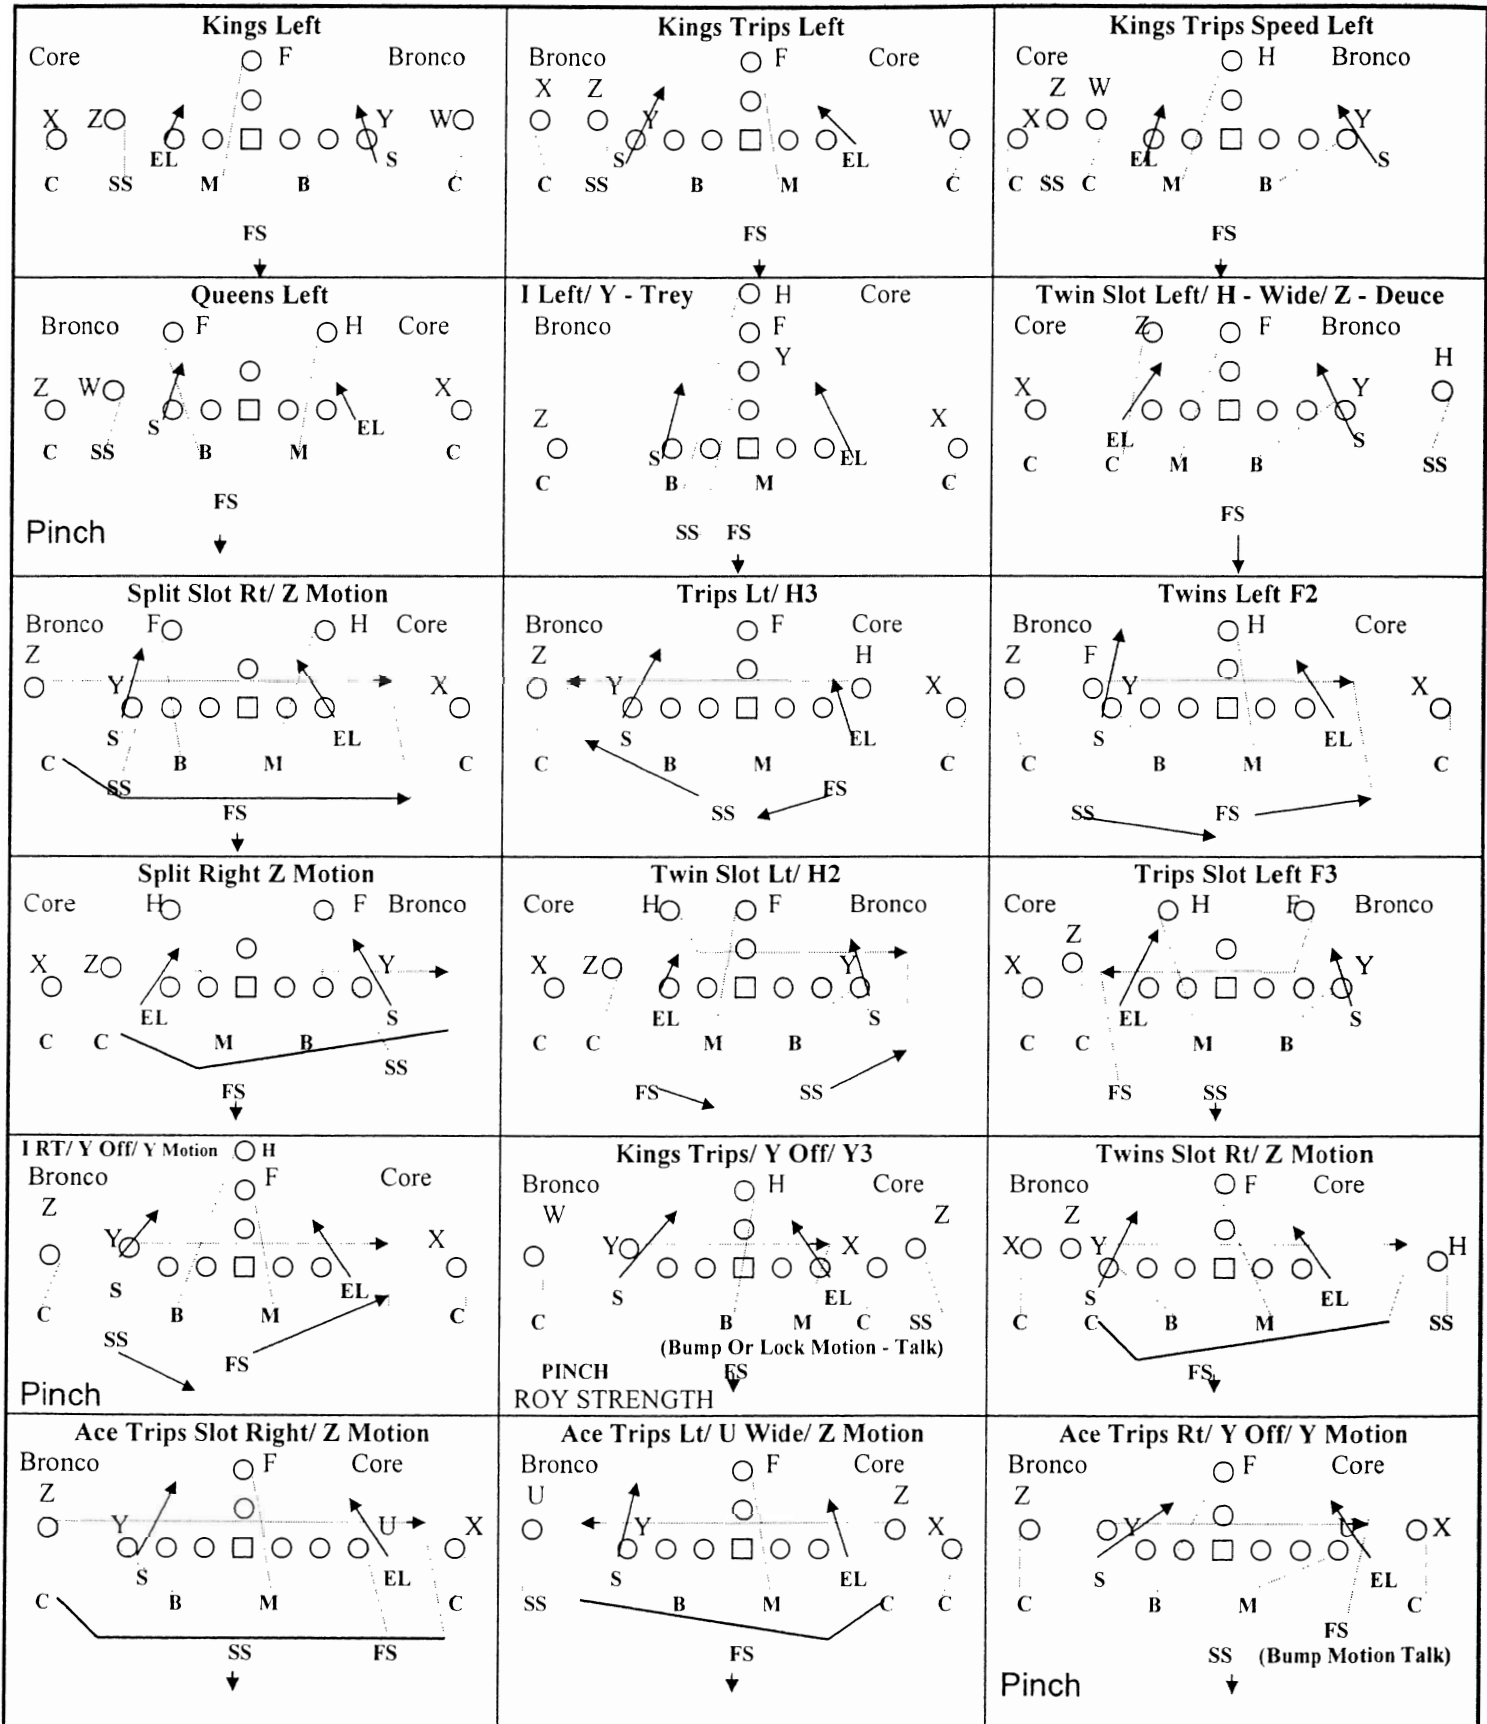 Kings Left
Core F Bronco
X Z Y W
EL S
C SS M B C
FS
Kings Trips Left
Bronco F Core
X Z
Y W
S EL
C SS B M C
FS
Kings Trips Speed Left
Core H Bronco
Z W
X Y
EL S
C SS C M B
FS
Queens Left
Bronco F H Core
Z W X
S EL
C SS B M C
FS
Pinch
I Left/ Y - Trey H Core
Bronco F
Y
Z X
S EL
C B M C
SS FS
Twin Slot Left/ H - Wide/ Z - Deuce
Core Z F Bronco
H
X Y
EL S
C C M B SS
FS
Split Slot Rt/ Z Motion
Bronco F H Core
Z
Y X
S EL
C B M C
SS
FS
Trips Lt/ H3
Bronco F Core
Z H
Y X
S EL
C B M C
FS
SS
Twins Left F2
Bronco H Core
Z F
Y X
S EL
C B M C
SS FS
Split Right Z Motion
Core H F Bronco
X Z Y
EL S
C C M B
SS
FS
Twin Slot Lt/ H2
Core H F Bronco
X Z Y
EL S
C C M B
FS SS
Trips Slot Left F3
Core H F Bronco
Z
X Y
EL S
C C M B
FS SS
I RT/ Y Off/ Y Motion H
Bronco F Core
Z
Y X
S EL
C B M C
SS
FS
Pinch
Kings Trips/ Y Off/ Y3
Bronco H Core
W Z
Y X
S EL
C B M C SS
(Bump Or Lock Motion - Talk)
PINCH FS
ROY STRENGTH
Twins Slot Rt/ Z Motion
Bronco F Core
Z
X Y H
S EL
C C B M SS
FS
Ace Trips Slot Right/ Z Motion
Bronco F Core
Z
Y U X
S EL
C B M C
SS FS
Ace Trips Lt/ U Wide/ Z Motion
Bronco F Core
U Z
Y X
S EL
SS B M C C
FS
Ace Trips Rt/ Y Off/ Y Motion
Bronco F Core
Z
Y U X
S EL
C B M C
FS
SS (Bump Motion Talk)
Pinch